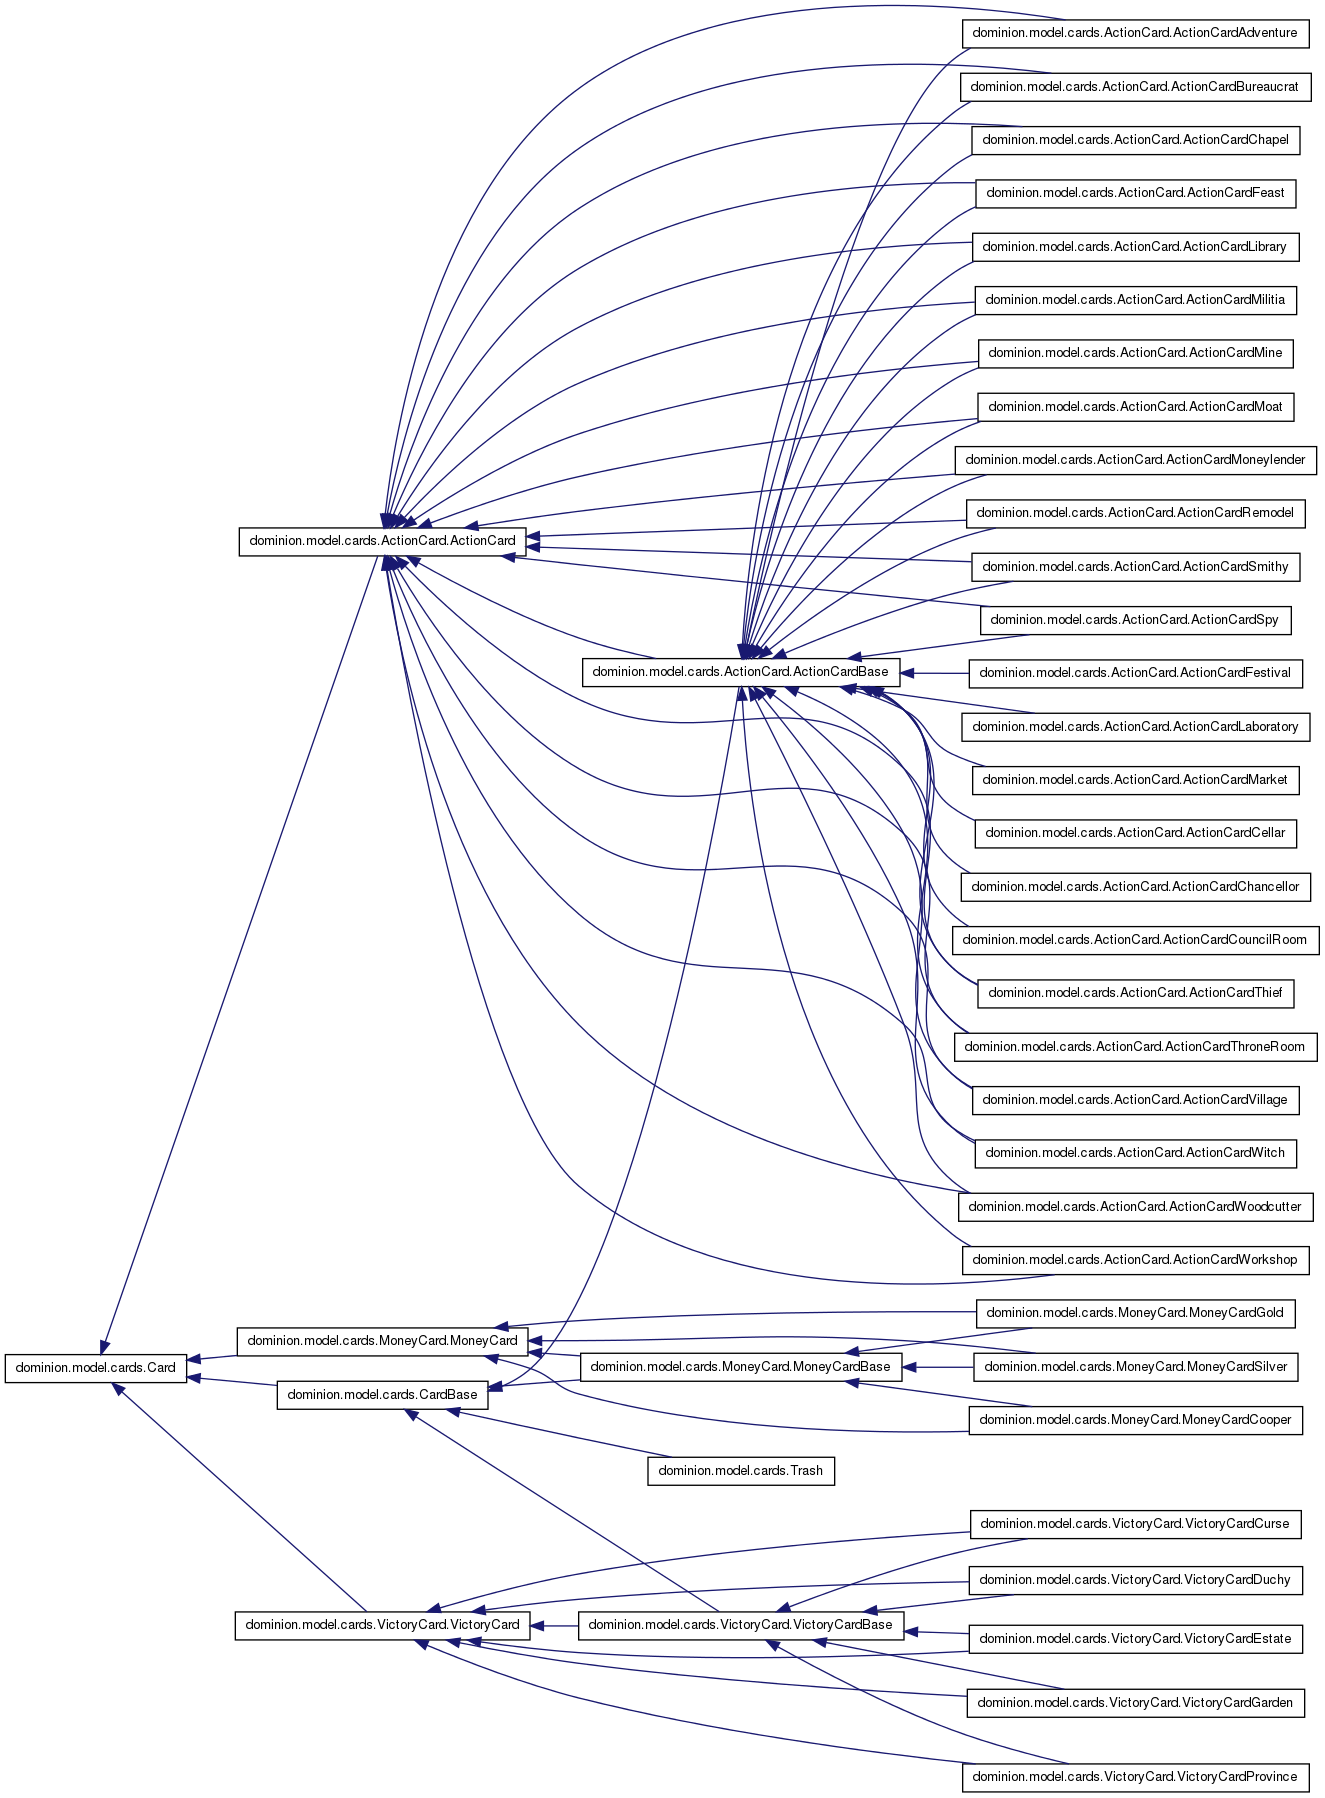 dominion.model.cards.ActionCard.ActionCardAdventure
dominion.model.cards.ActionCard.ActionCardBureaucrat
dominion.model.cards.ActionCard.ActionCardChapel
dominion.model.cards.ActionCard.ActionCardFeast
dominion.model.cards.ActionCard.ActionCardLibrary
dominion.model.cards.ActionCard.ActionCardMilitia
dominion.model.cards.ActionCard.ActionCardMine
dominion.model.cards.ActionCard.ActionCardMoat
dominion.model.cards.ActionCard.ActionCardMoneylender
dominion.model.cards.ActionCard.ActionCardRemodel
dominion.model.cards.ActionCard.ActionCard
dominion.model.cards.ActionCard.ActionCardSmithy
dominion.model.cards.ActionCard.ActionCardSpy
dominion.model.cards.ActionCard.ActionCardBase
dominion.model.cards.ActionCard.ActionCardFestival
dominion.model.cards.ActionCard.ActionCardLaboratory
dominion.model.cards.ActionCard.ActionCardMarket
dominion.model.cards.ActionCard.ActionCardCellar
dominion.model.cards.ActionCard.ActionCardChancellor
dominion.model.cards.ActionCard.ActionCardCouncilRoom
dominion.model.cards.ActionCard.ActionCardThief
dominion.model.cards.ActionCard.ActionCardThroneRoom
dominion.model.cards.ActionCard.ActionCardVillage
dominion.model.cards.ActionCard.ActionCardWitch
dominion.model.cards.ActionCard.ActionCardWoodcutter
dominion.model.cards.ActionCard.ActionCardWorkshop
dominion.model.cards.MoneyCard.MoneyCardGold
dominion.model.cards.MoneyCard.MoneyCard
dominion.model.cards.Card
dominion.model.cards.MoneyCard.MoneyCardBase
dominion.model.cards.MoneyCard.MoneyCardSilver
dominion.model.cards.CardBase
dominion.model.cards.MoneyCard.MoneyCardCooper
dominion.model.cards.Trash
dominion.model.cards.VictoryCard.VictoryCardCurse
dominion.model.cards.VictoryCard.VictoryCardDuchy
dominion.model.cards.VictoryCard.VictoryCard
dominion.model.cards.VictoryCard.VictoryCardBase
dominion.model.cards.VictoryCard.VictoryCardEstate
dominion.model.cards.VictoryCard.VictoryCardGarden
dominion.model.cards.VictoryCard.VictoryCardProvince